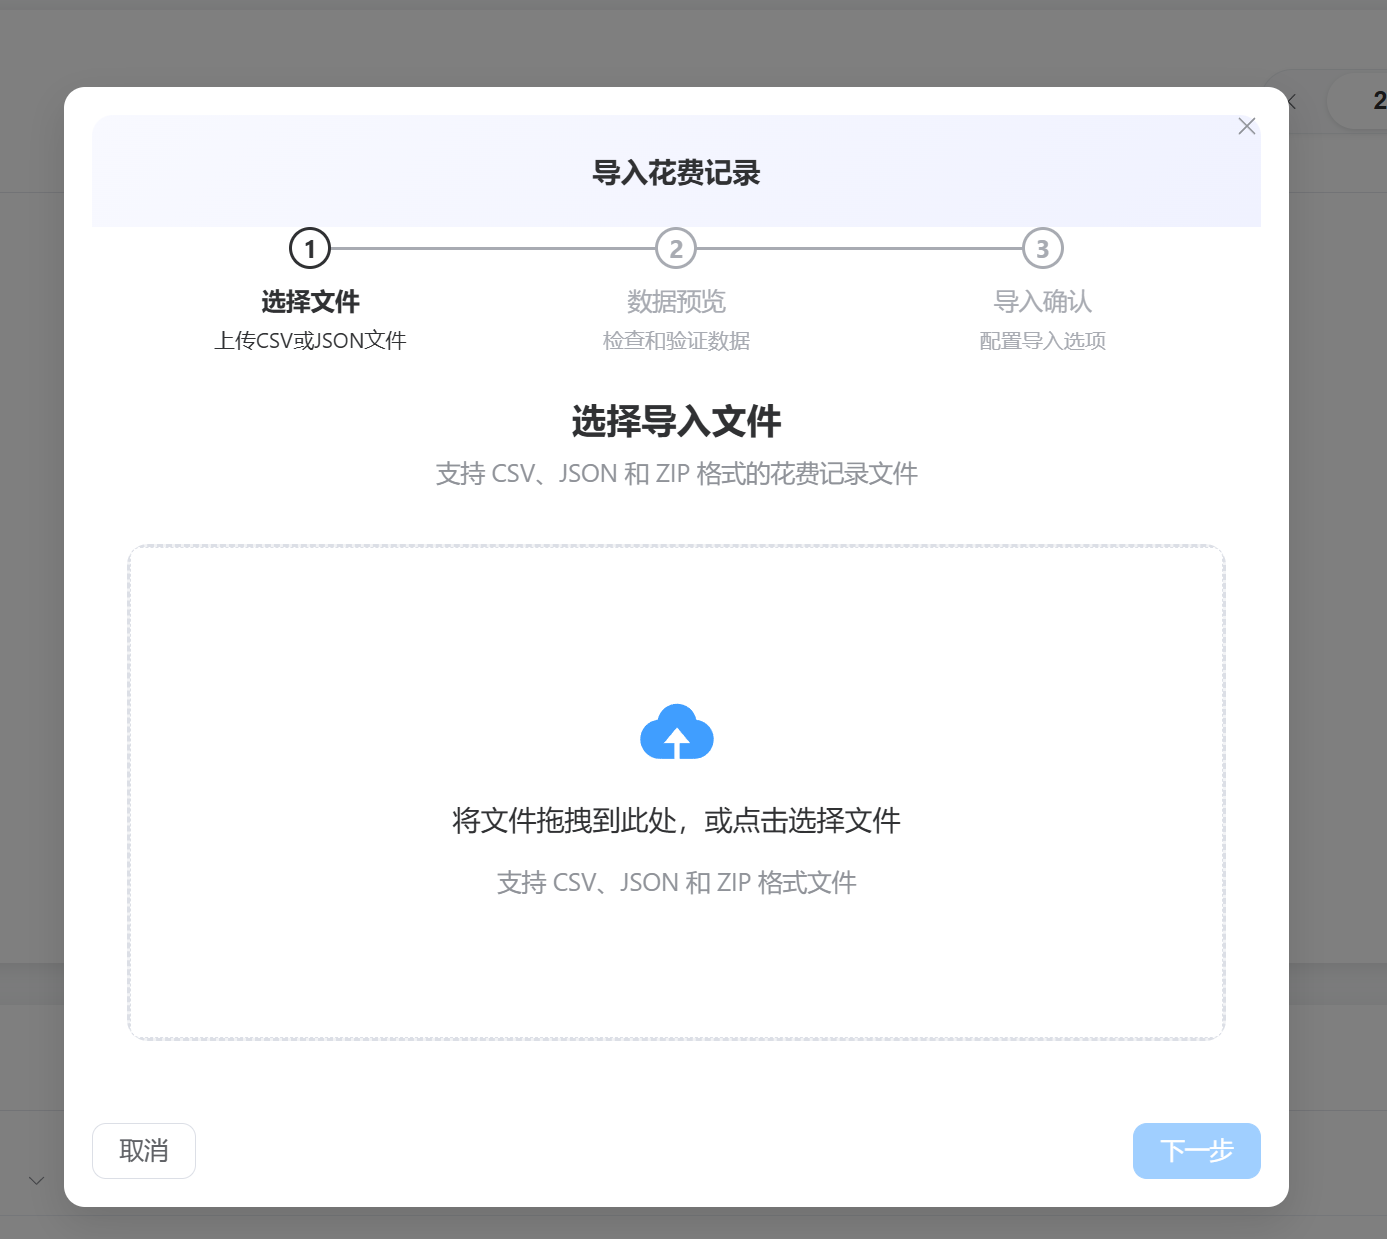 2
导入花费记录
1
2
3
选择文件
数据预览
导入确认
上传CSV或JSON文件
检查和验证数据
配置导入选项
选择导入文件
支持 CSV、JSON 和 ZIP 格式的花费记录文件
将文件拖拽到此处，或点击选择文件
支持 CSV、JSON 和 ZIP 格式文件
取消
下一步